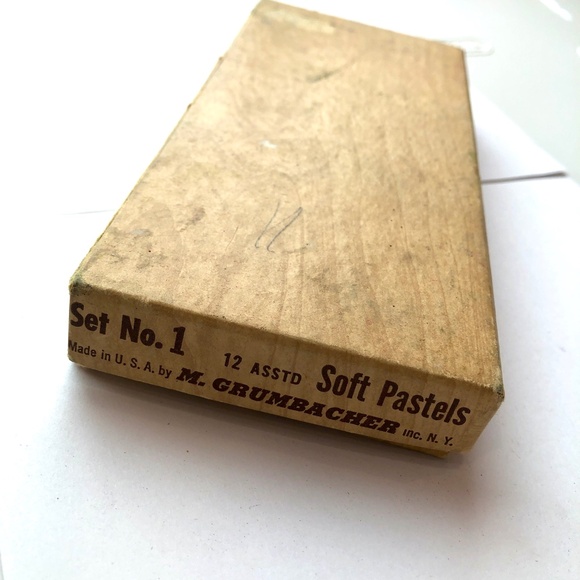 Set No. 1 12 ASSTD Soft Pastels
Made in U. S. A. by M. GRUMBACHER inc. N. Y.